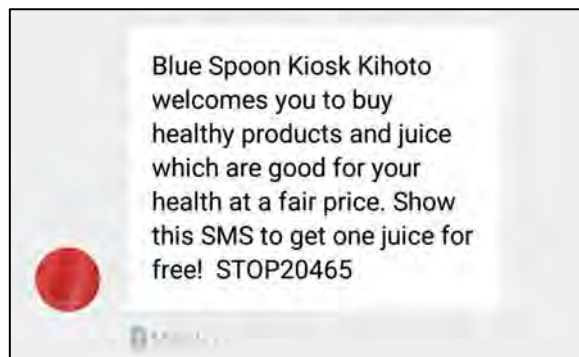 Blue Spoon Kiosk Kihoto
welcomes you to buy
healthy products and juice
which are good for your
health at a fair price. Show
this SMS to get one juice for
free!  STOP20465